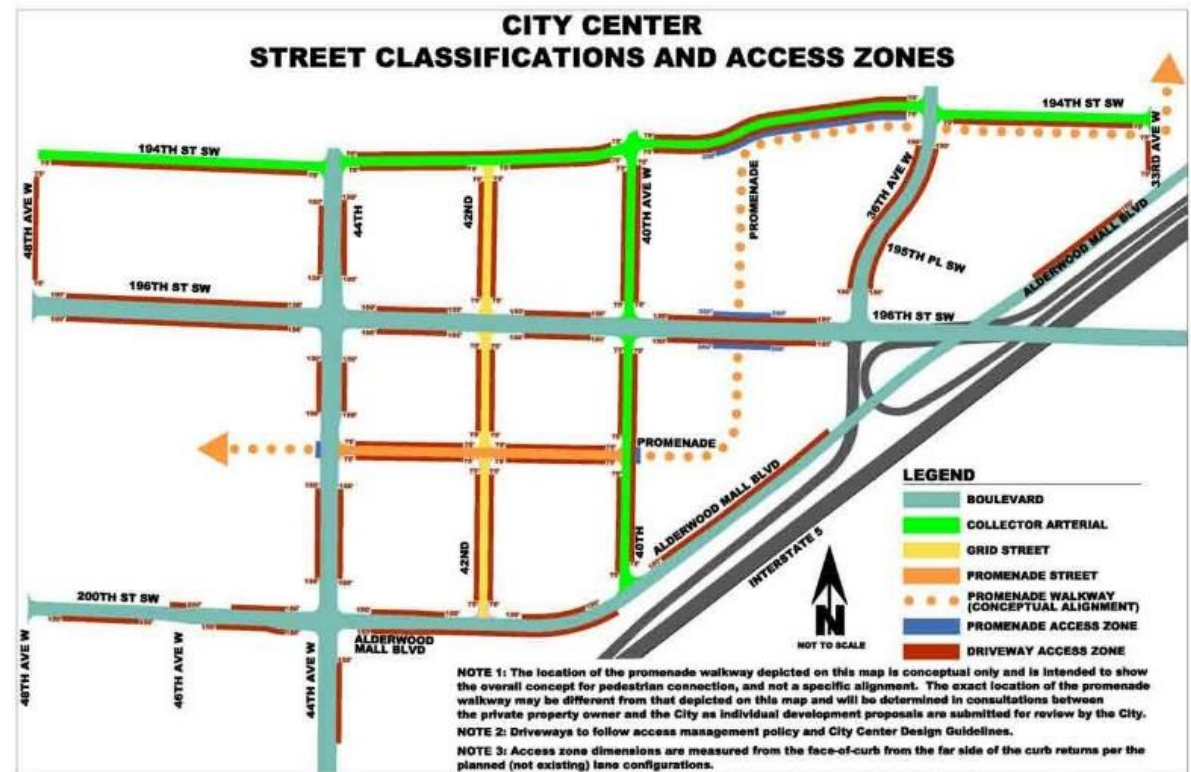 CITY CENTER
STREET CLASSIFICATIONS AND ACCESS ZONES
194TH ST SW
194TH ST SW
33RD AVE W
48TH AVE W
44TH
42ND
40TH AVE W
PROMENADE
36TH AVE W
195TH PL SW
ALDERWOOD MALL BLVD
196TH ST SW
196TH ST SW
PROMENADE
ALDERWOOD MALL BLVD
INTERSTATE 5
42ND
40TH
200TH ST SW
ALDERWOOD
MALL BLVD
48TH AVE W
46TH AVE W
44TH AVE W
LEGEND
BOULEVARD
COLLECTOR ARTERIAL
GRID STREET
PROMENADE STREET
PROMENADE WALKWAY
(CONCEPTUAL ALIGNMENT)
PROMENADE ACCESS ZONE
DRIVEWAY ACCESS ZONE
N
NOT TO SCALE
NOTE 1: The location of the promenade walkway depicted on this map is conceptual only and is intended to show
the overall concept for pedestrian connection, and not a specific alignment. The exact location of the promenade
walkway may be different from that depicted on this map and will be determined in consultations between
the private property owner and the City as individual development proposals are submitted for review by the City.
NOTE 2: Driveways to follow access management policy and City Center Design Guidelines.
NOTE 3: Access zone dimensions are measured from the face-of-curb from the far side of the curb returns per the
planned (not existing) lane configurations.